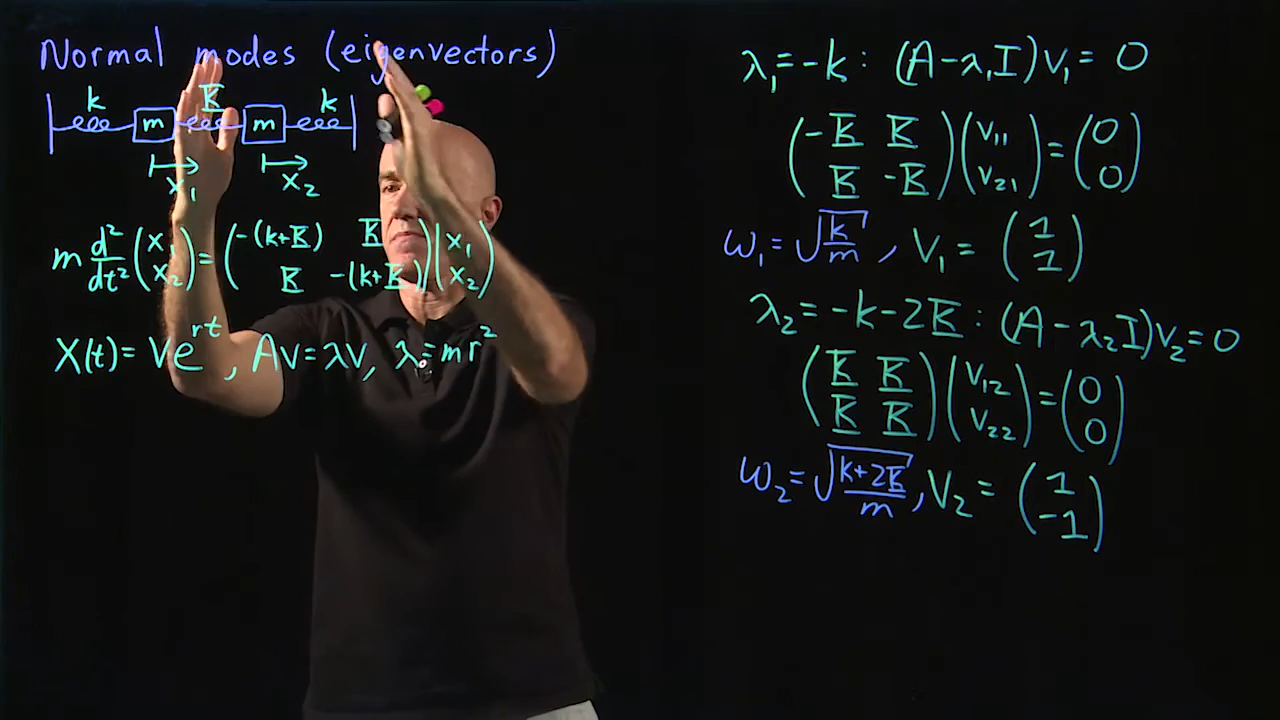 Normal modes (eigenvectors)
k K k
m m
x₁ x₂
m d²/dt² (x₁ x₂) = (-(k+K) K K -(k+K)) (x₁ x₂)
X(t) = Ve^rt, AV = λV, λ = mr²
λ₁ = -k : (A - λ₁I)V₁ = 0
(-K K K -K) (V₁₁ V₂₁) = (0 0)
ω₁ = √(k/m), V₁ = (1 1)
λ₂ = -k-2K : (A - λ₂I)V₂ = 0
(K K K K) (V₁₂ V₂₂) = (0 0)
ω₂ = √((k+2K)/m), V₂ = (1 -1)